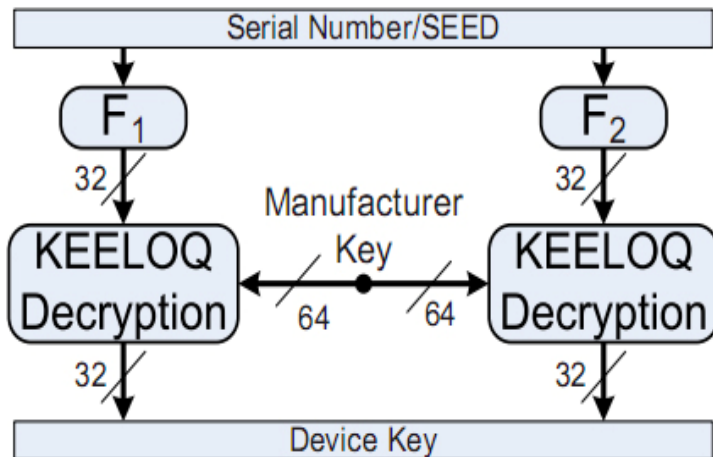 Serial Number/SEED
F1
F2
32
32
Manufacturer
Key
KEELOQ
Decryption
64
64
KEELOQ
Decryption
32
32
Device Key